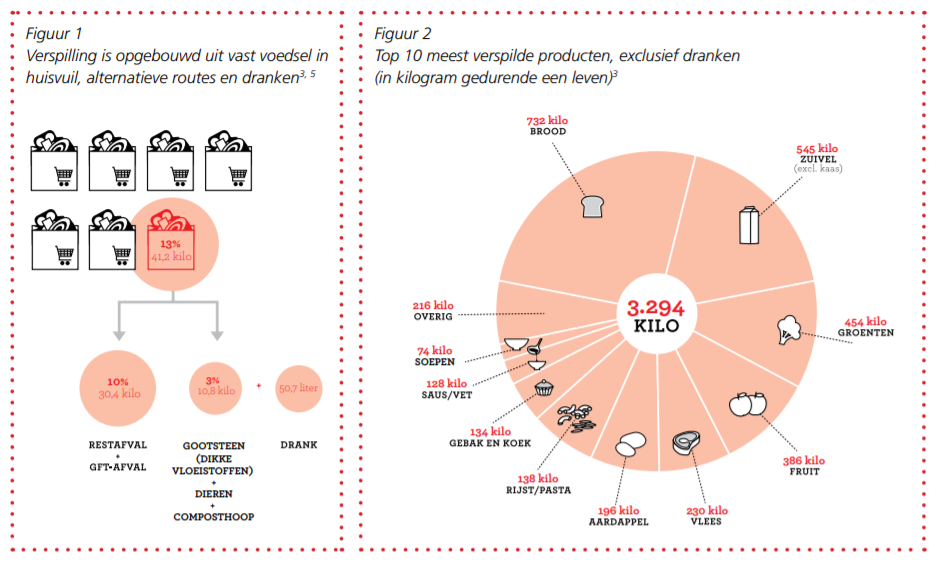 Figuur 1
Verspilling is opgebouwd uit vast voedsel in
huisvuil, alternatieve routes en dranken3, 5
13%
41,2 kilo
10%
30,4 kilo
3%
10,8 kilo
+
50,7 liter
RESTAFVAL
+
GFT-AFVAL
GOOTSTEEN
(DIKKE
VLOEISTOFFEN)
+
DIEREN
+
COMPOSTHOOP
DRANK
Figuur 2
Top 10 meest verspilde producten, exclusief dranken
(in kilogram gedurende een leven)3
732 kilo
BROOD
545 kilo
ZUIVEL
(excl. kaas)
454 kilo
GROENTEN
386 kilo
FRUIT
230 kilo
VLEES
196 kilo
AARDAPPEL
138 kilo
RIJST/PASTA
134 kilo
GEBAK EN KOEK
128 kilo
SAUS/VET
74 kilo
SOEPEN
216 kilo
OVERIG
3.294
KILO